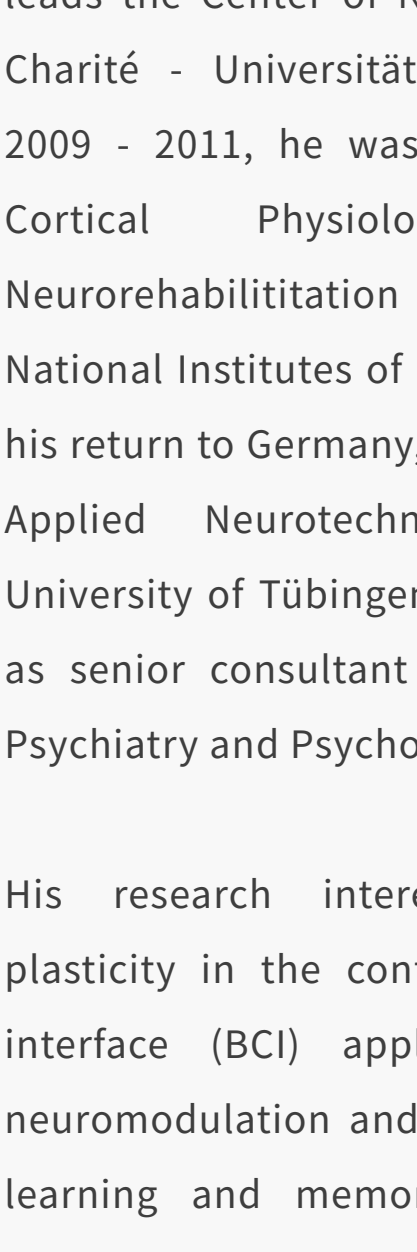 leads the Center of
Charité - Universität
2009 - 2011, he was
Cortical Physiolo
Neurorehabilititation
National Institutes of
his return to Germany,
Applied Neurotechn
University of Tübingen
as senior consultant
Psychiatry and Psycho
His research intere
plasticity in the con
interface (BCI) appl
neuromodulation and
learning and memor